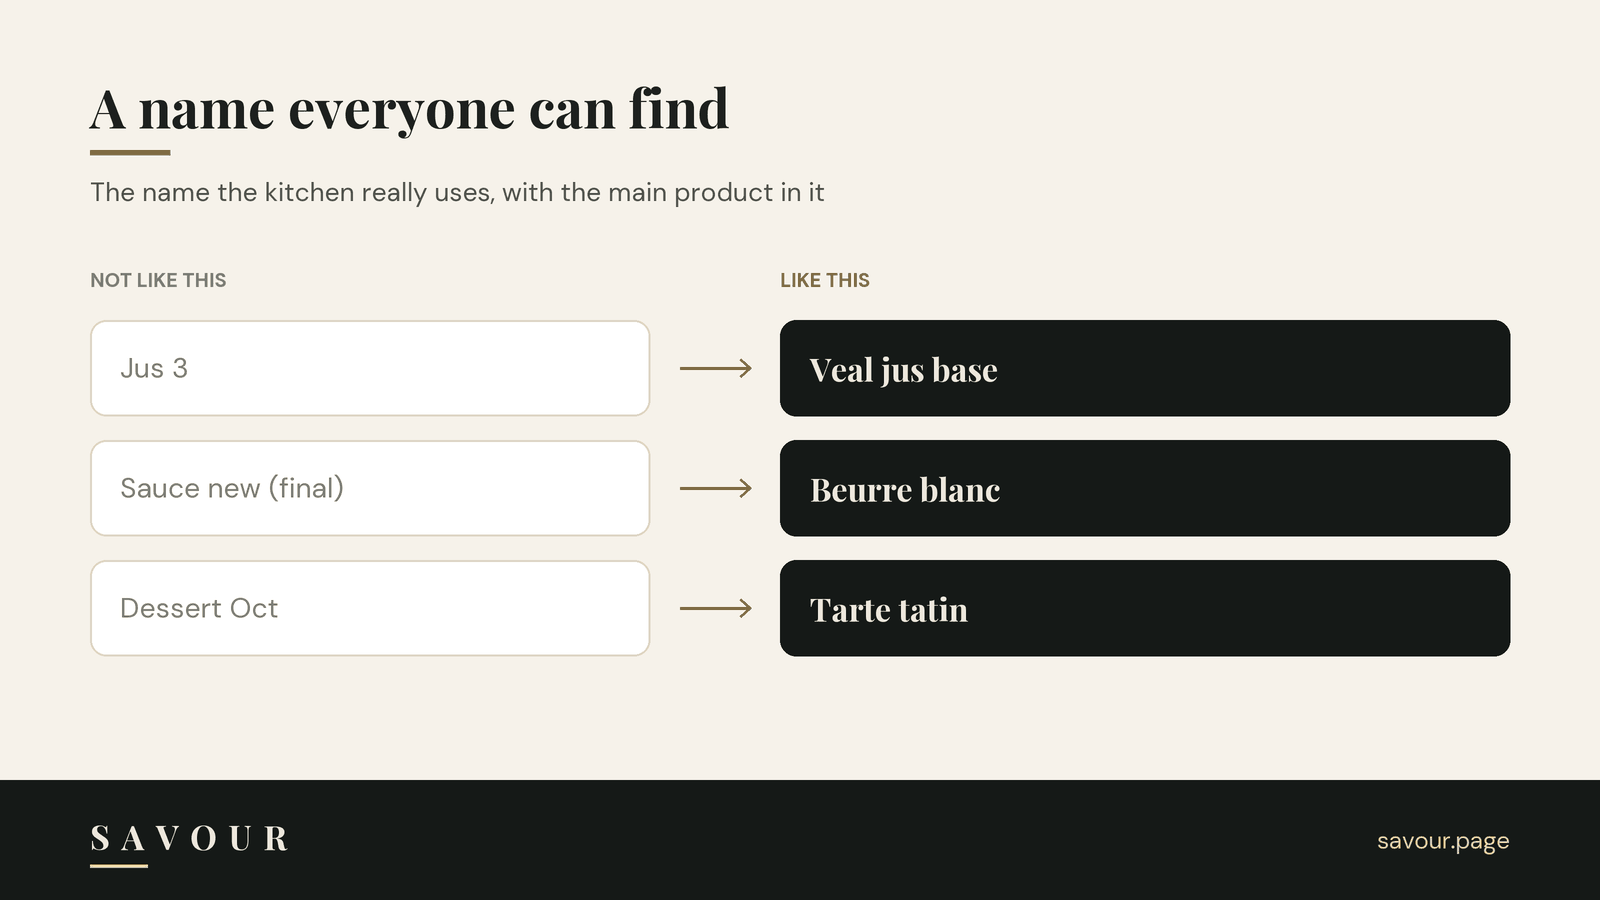 A name everyone can find
The name the kitchen really uses, with the main product in it
NOT LIKE THIS
LIKE THIS
Jus 3
Veal jus base
Sauce new (final)
Beurre blanc
Dessert Oct
Tarte tatin
SAVOUR
savour.page